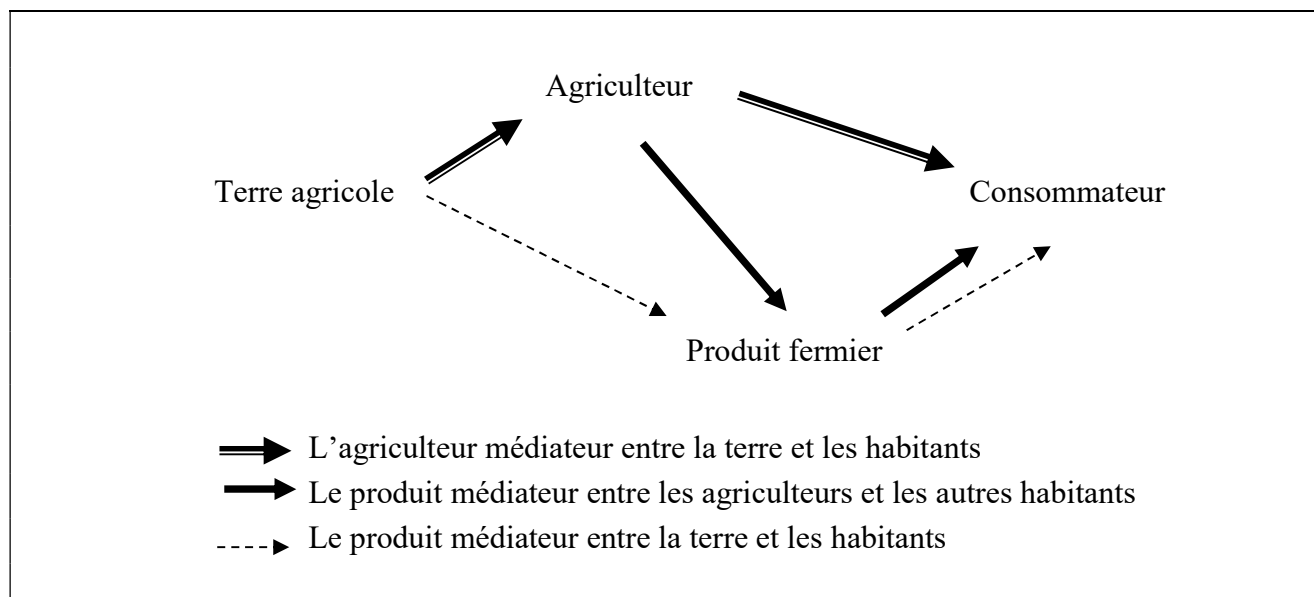 Agriculteur
Terre agricole
Consommateur
Produit fermier
L’agriculteur médiateur entre la terre et les habitants
Le produit médiateur entre les agriculteurs et les autres habitants
Le produit médiateur entre la terre et les habitants